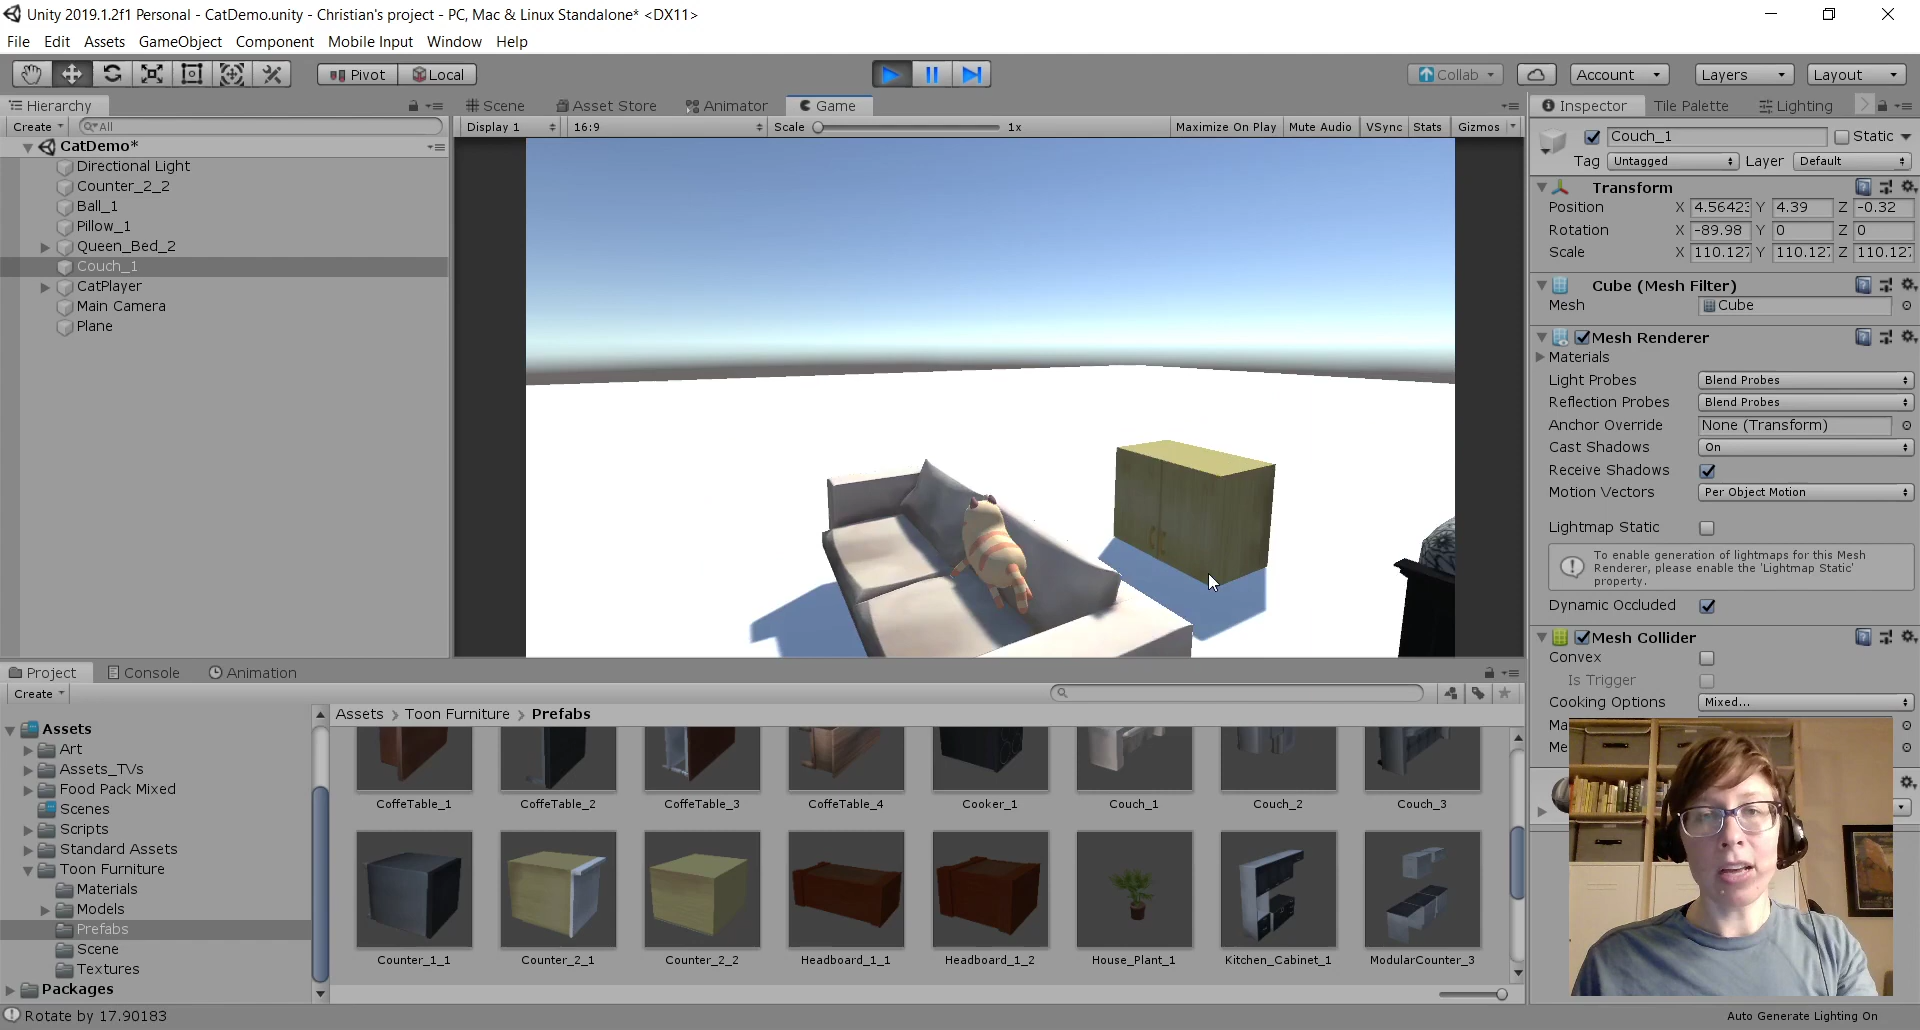 Unity 2019.1.2f1 Personal - CatDemo.unity - Christian's project - PC, Mac & Linux Standalone* <DX11>
File Edit Assets GameObject Component Mobile Input Window Help
Pivot Local Collab Account Layers Layout
Hierarchy
Scene Asset Store Animator Game
Inspector Tile Palette Lighting
Create All
Display 1 16:9 Scale 1x Maximize On Play Mute Audio VSync Stats Gizmos
CatDemo*
Directional Light
Counter_2_2
Ball_1
Pillow_1
Queen_Bed_2
Couch_1
CatPlayer
Main Camera
Plane
Couch_1 Static
Tag Untagged Layer Default
Transform
Position X 4.5642 Y 4.39 Z -0.32
Rotation X -89.98 Y 0 Z 0
Scale X 110.127 Y 110.127 Z 110.127
Cube (Mesh Filter)
Mesh Cube
Mesh Renderer
Materials
Light Probes Blend Probes
Reflection Probes Blend Probes
Anchor Override None (Transform)
Cast Shadows On
Receive Shadows
Motion Vectors Per Object Motion
Lightmap Static
To enable generation of lightmaps for this Mesh
Renderer, please enable the 'Lightmap Static'
property.
Dynamic Occluded
Mesh Collider
Convex
Is Trigger
Cooking Options Mixed...
Ma
Me
Project Console Animation
Create
Assets
Art
Assets_TVs
Food Pack Mixed
Scenes
Scripts
Standard Assets
Toon Furniture
Materials
Models
Prefabs
Scene
Textures
Packages
Assets > Toon Furniture > Prefabs
CoffeTable_1 CoffeTable_2 CoffeTable_3 CoffeTable_4 Cooker_1 Couch_1 Couch_2 Couch_3
Counter_1_1 Counter_2_1 Counter_2_2 Headboard_1_1 Headboard_1_2 House_Plant_1 Kitchen_Cabinet_1 ModularCounter_3
Rotate by 17.90183
Auto Generate Lighting On